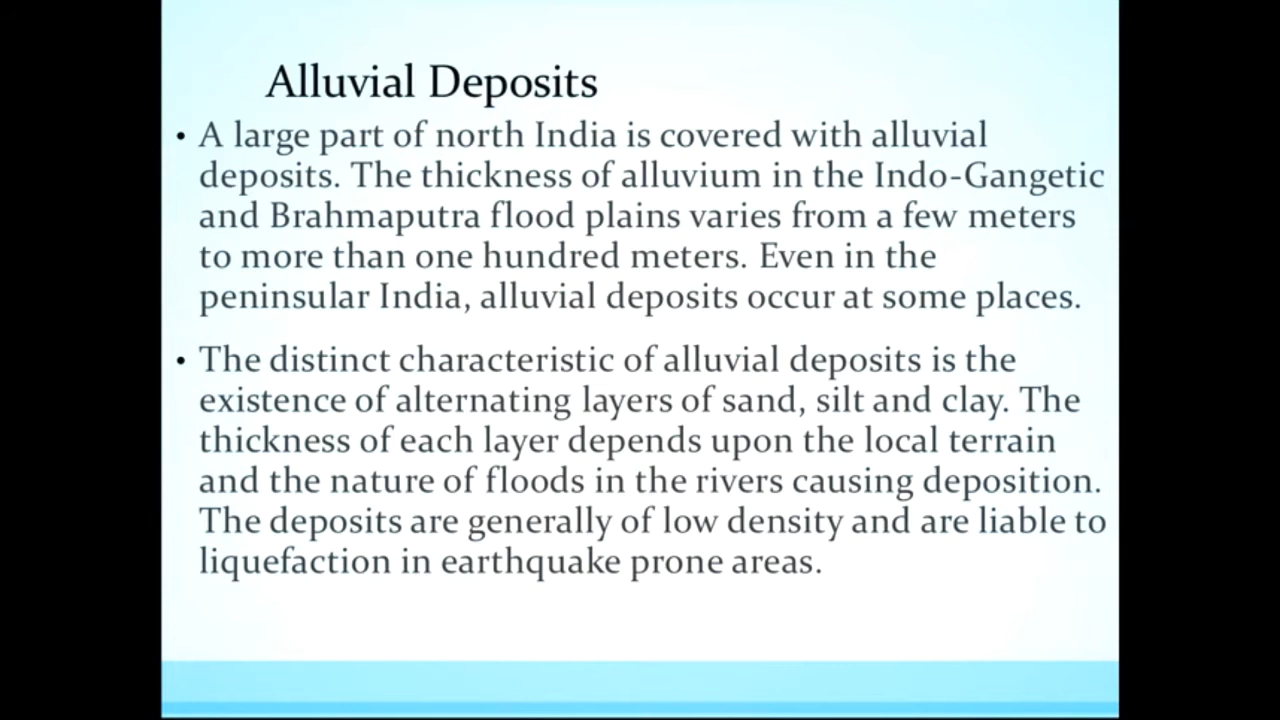 Alluvial Deposits
• A large part of north India is covered with alluvial
deposits. The thickness of alluvium in the Indo-Gangetic
and Brahmaputra flood plains varies from a few meters
to more than one hundred meters. Even in the
peninsular India, alluvial deposits occur at some places.
• The distinct characteristic of alluvial deposits is the
existence of alternating layers of sand, silt and clay. The
thickness of each layer depends upon the local terrain
and the nature of floods in the rivers causing deposition.
The deposits are generally of low density and are liable to
liquefaction in earthquake prone areas.